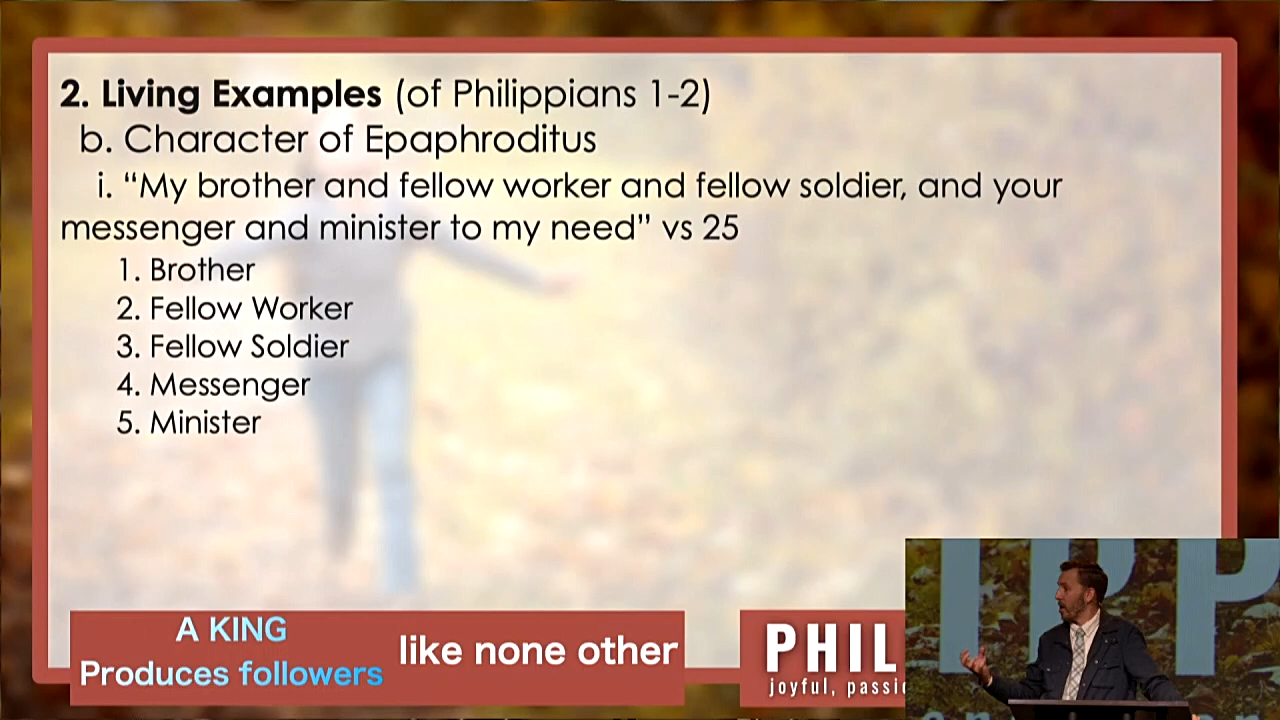 2. Living Examples (of Philippians 1-2)
b. Character of Epaphroditus
i. “My brother and fellow worker and fellow soldier, and your
messenger and minister to my need” vs 25
1. Brother
2. Fellow Worker
3. Fellow Soldier
4. Messenger
5. Minister
A KING
Produces followers
like none other
PHIL
joyful,